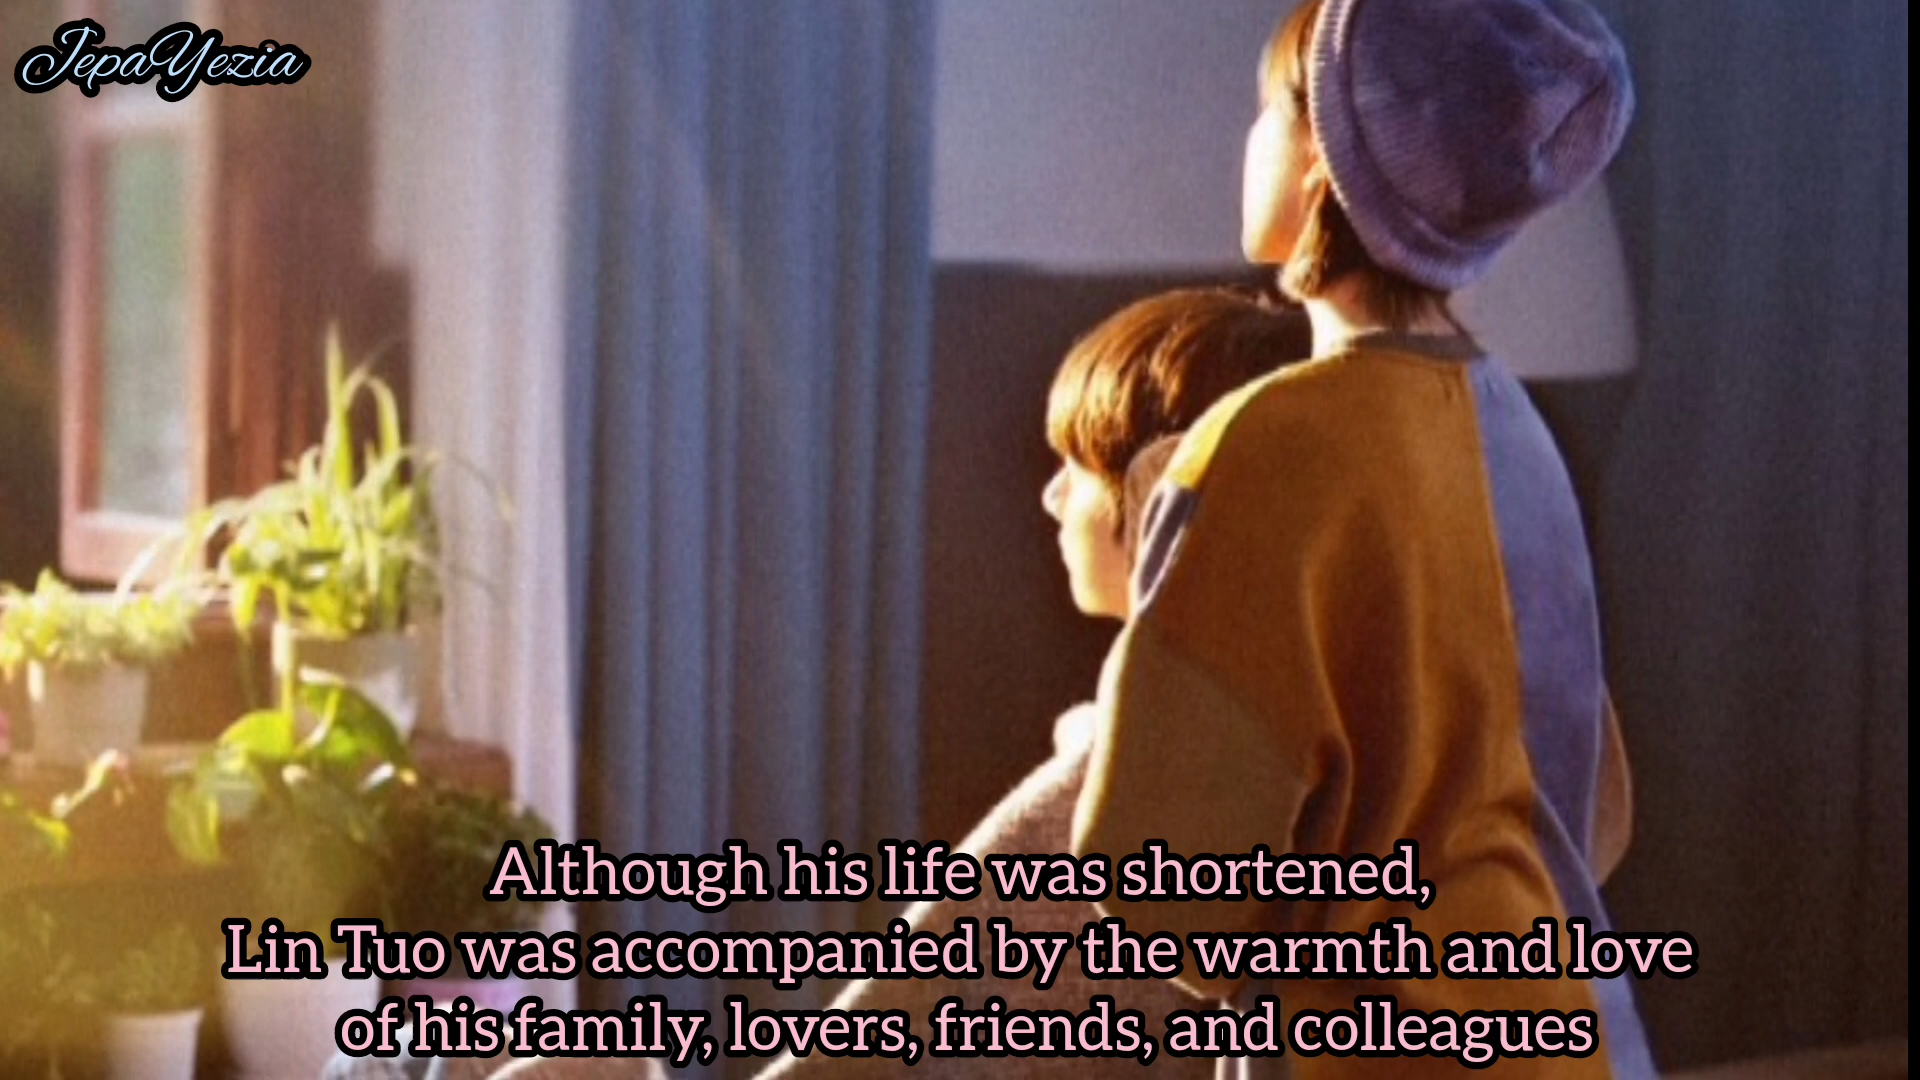 JepaYezia
Although his life was shortened,
Lin Tuo was accompanied by the warmth and love
of his family, lovers, friends, and colleagues